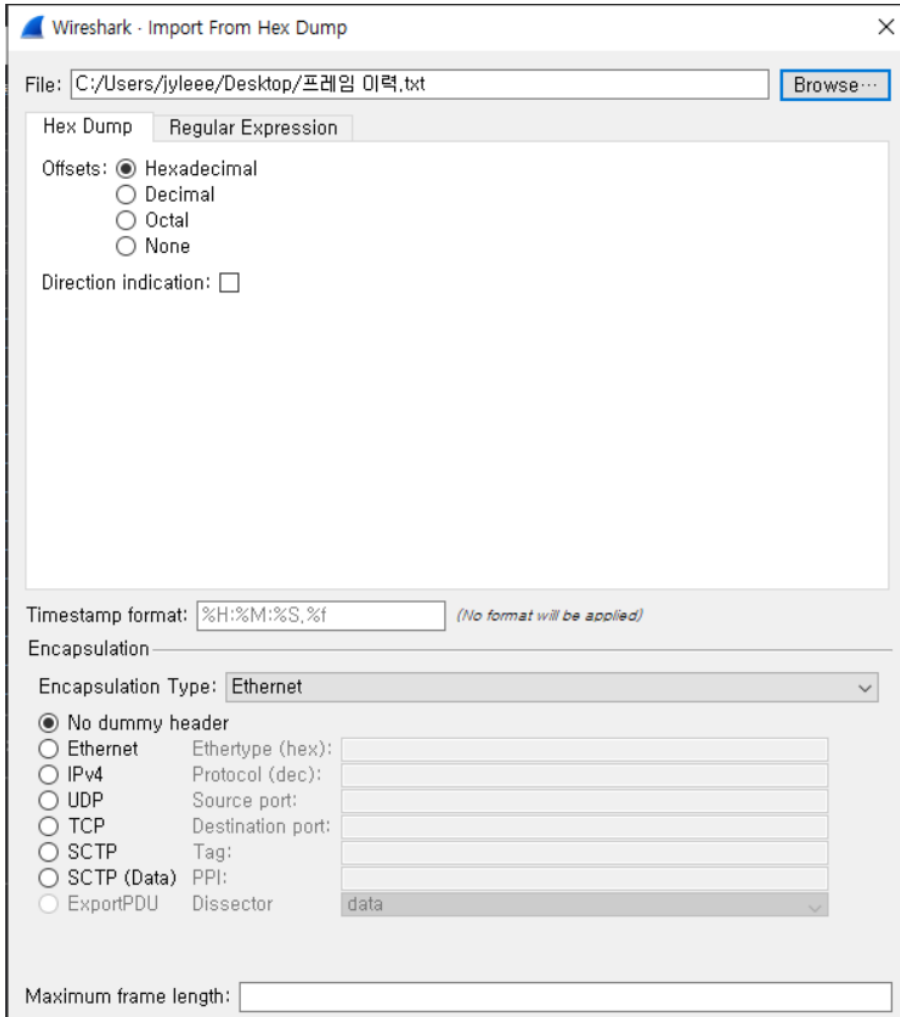 Wireshark · Import From Hex Dump
File: C:/Users/jyleee/Desktop/프레임 이력.txt Browse…
Hex Dump Regular Expression
Offsets: Hexadecimal
Decimal
Octal
None
Direction indication:
Timestamp format: %H:%M:%S.%f (No format will be applied)
Encapsulation
Encapsulation Type: Ethernet
No dummy header
Ethernet Ethertype (hex):
IPv4 Protocol (dec):
UDP Source port:
TCP Destination port:
SCTP Tag:
SCTP (Data) PPI:
ExportPDU Dissector data
Maximum frame length: